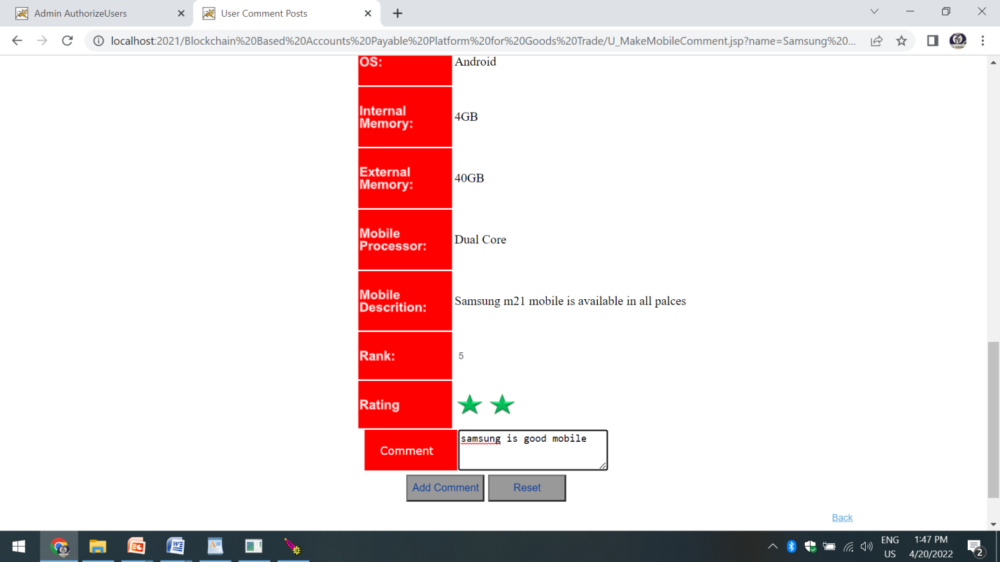 Admin AuthorizeUsers
User Comment Posts
localhost:2021/Blockchain%20Based%20Accounts%20Payable%20Platform%20for%20Goods%20Trade/U_MakeMobileComment.jsp?name=Samsung%20...
OS: Android
Internal
Memory: 4GB
External
Memory: 40GB
Mobile
Processor: Dual Core
Mobile
Descrition: Samsung m21 mobile is available in all palces
Rank: 5
Rating
Comment samsung is good mobile
Add Comment Reset
Back
ENG 1:47 PM
US 4/20/2022 2